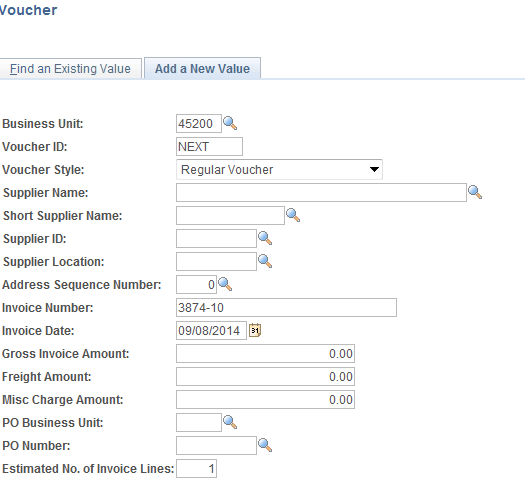 Voucher
Find an Existing Value Add a New Value
Business Unit: 45200
Voucher ID: NEXT
Voucher Style: Regular Voucher
Supplier Name:
Short Supplier Name:
Supplier ID:
Supplier Location:
Address Sequence Number: 0
Invoice Number: 3874-10
Invoice Date: 09/08/2014 31
Gross Invoice Amount: 0.00
Freight Amount: 0.00
Misc Charge Amount: 0.00
PO Business Unit:
PO Number:
Estimated No. of Invoice Lines: 1